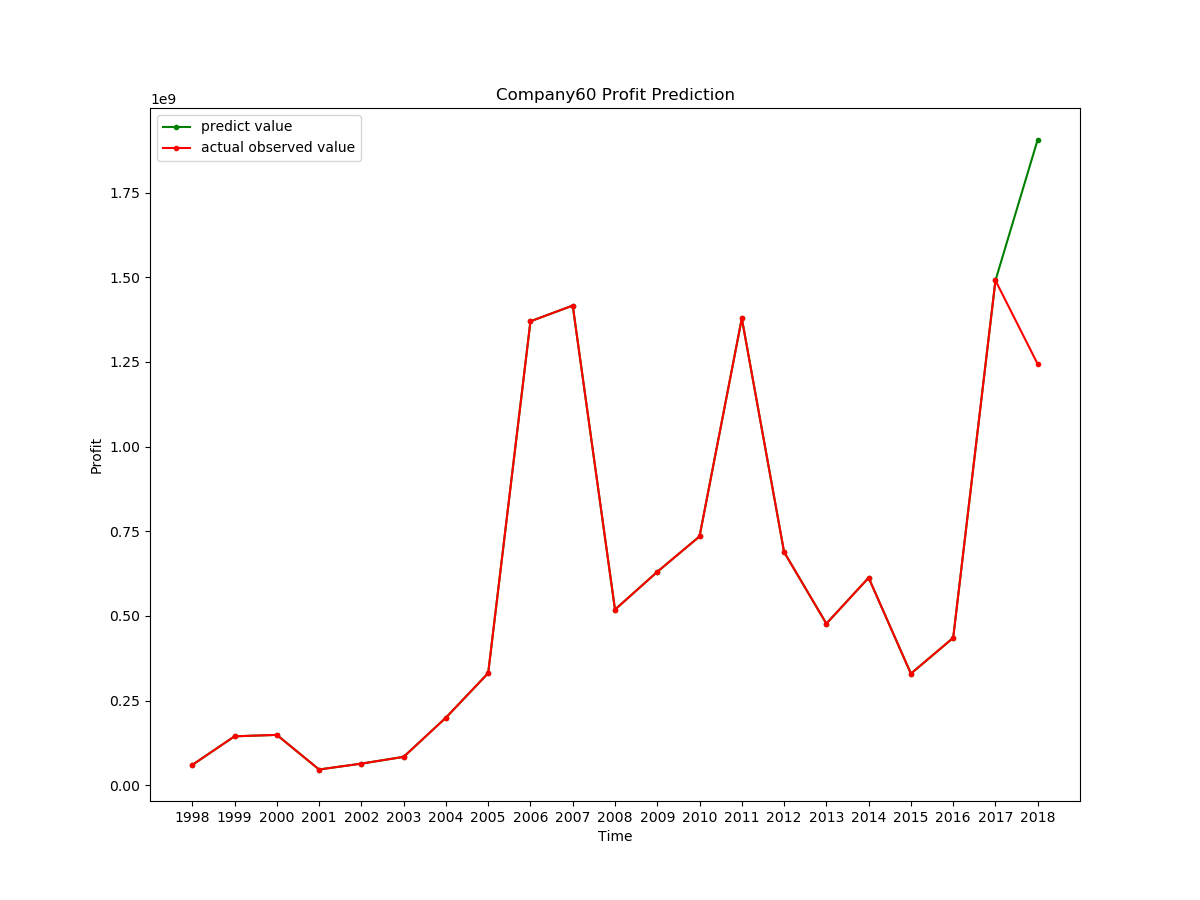 Company60 Profit Prediction
1e9
predict value
actual observed value
1.75
1.50
1.25
1.00
0.75
0.50
0.25
0.00
Profit
1998 1999 2000 2001 2002 2003 2004 2005 2006 2007 2008 2009 2010 2011 2012 2013 2014 2015 2016 2017 2018
Time